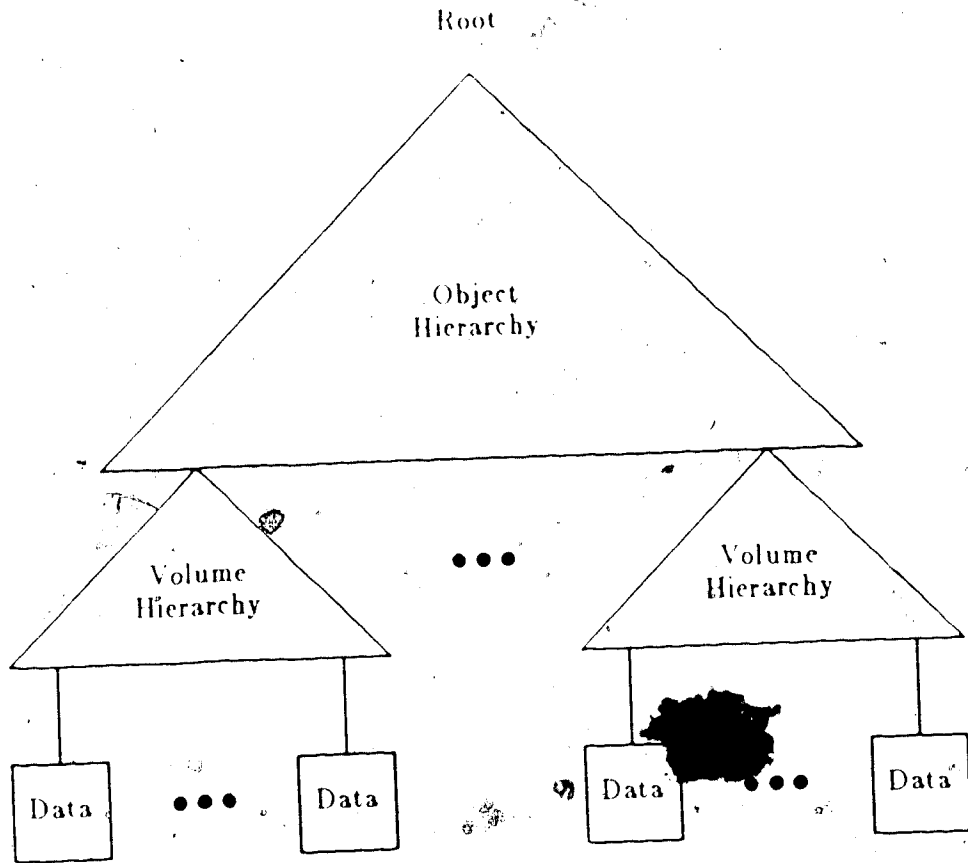 Root
Object
Hierarchy
Volume
Hierarchy
Volume
Hierarchy
Data
Data
Data
Data